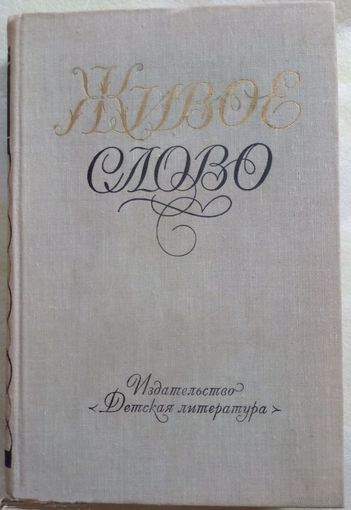 Живое
слово
Издательство
<Детская литература>